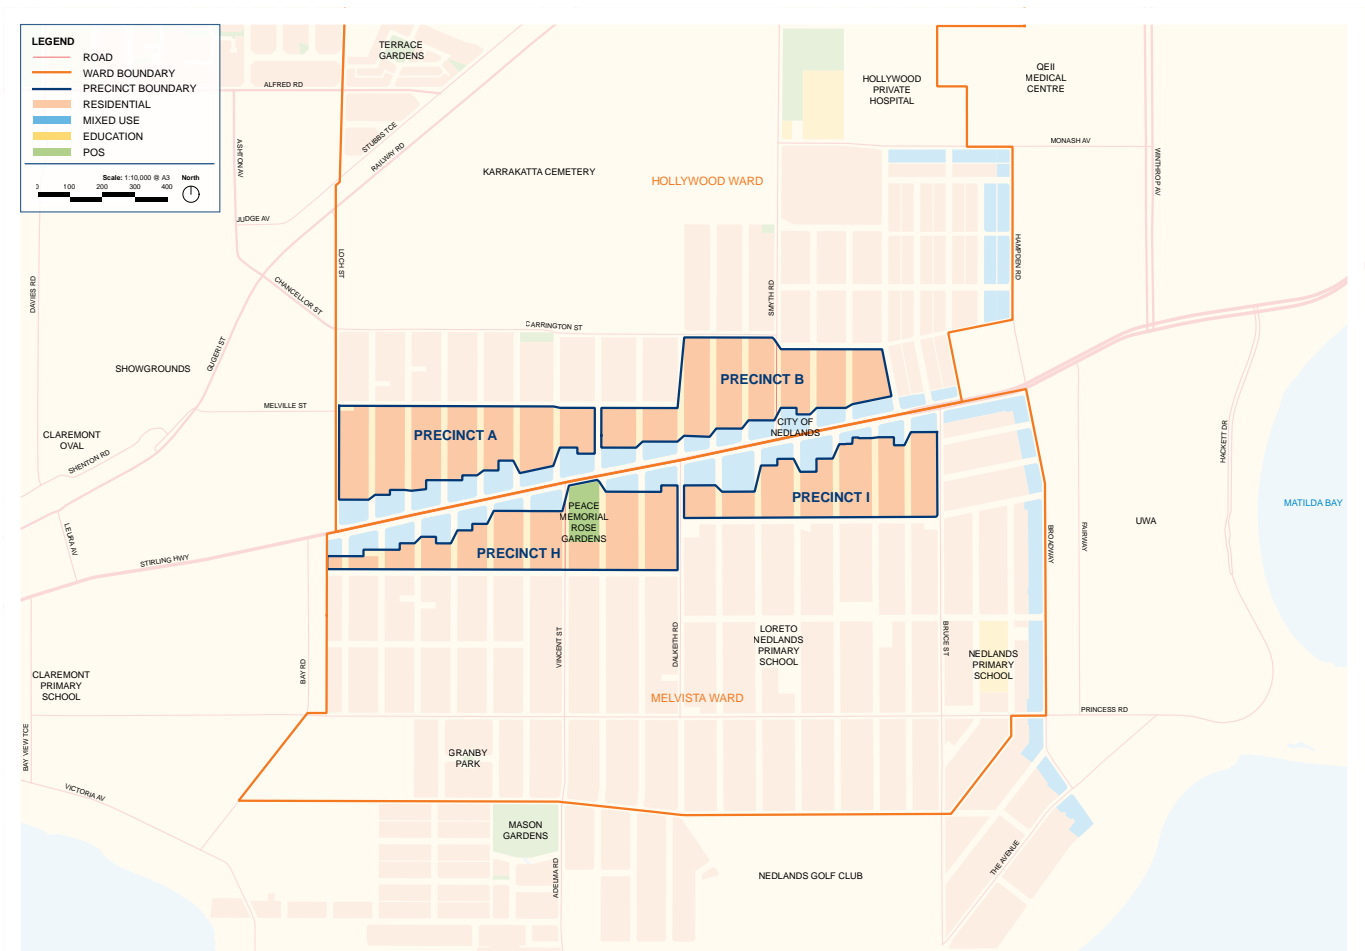 LEGEND
ROAD
WARD BOUNDARY
PRECINCT BOUNDARY
RESIDENTIAL
MIXED USE
EDUCATION
POS
Scale: 1:10,000 @ A3 North
100 200 300 400
TERRACE
GARDENS
ALFRED RD
STUBBS TCE
RAILWAY RD
ASHTON AV
JUDGE AV
LOCH ST
CHANCELLOR ST
DAVIES RD
GUGERI ST
SHOWGROUNDS
MELVILLE ST
CLAREMONT
OVAL
SHENTON RD
LEURA AV
STIRLING HWY
KARRAKATTA CEMETERY
HOLLYWOOD WARD
HOLLYWOOD
PRIVATE
HOSPITAL
QEII
MEDICAL
CENTRE
MONASH AV
WINTHROP AV
HAMPDEN RD
SMYTH RD
CARRINGTON ST
PRECINCT B
PRECINCT A
CITY OF
NEDLANDS
PRECINCT I
PEACE
MEMORIAL
ROSE
GARDENS
PRECINCT H
HACKETT DR
MATILDA BAY
UWA
FAIRWAY
BROADWAY
CLAREMONT
PRIMARY
SCHOOL
BAY RD
BAY VIEW TCE
VICTORIA AV
VINCENT ST
DALKEITH RD
LORETO
NEDLANDS
PRIMARY
SCHOOL
BRUCE ST
NEDLANDS
PRIMARY
SCHOOL
MELVISTA WARD
PRINCESS RD
GRANBY
PARK
MASON
GARDENS
ADELMA RD
NEDLANDS GOLF CLUB
THE AVENUE